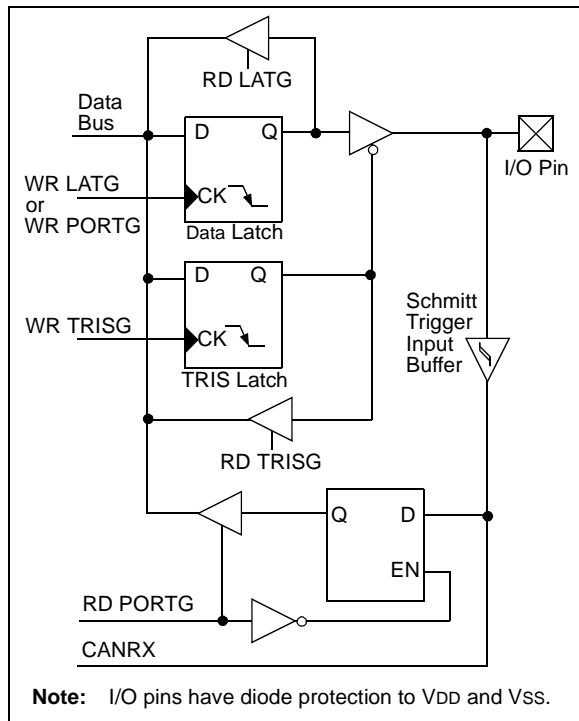 RD LATG
Data
Bus
D Q
WR LATG
or
WR PORTG
CK
Data Latch
D Q
WR TRISG
CK
TRIS Latch
RD TRISG
I/O Pin
Schmitt
Trigger
Input
Buffer
Q D
EN
RD PORTG
CANRX
Note: I/O pins have diode protection to VDD and VSS.